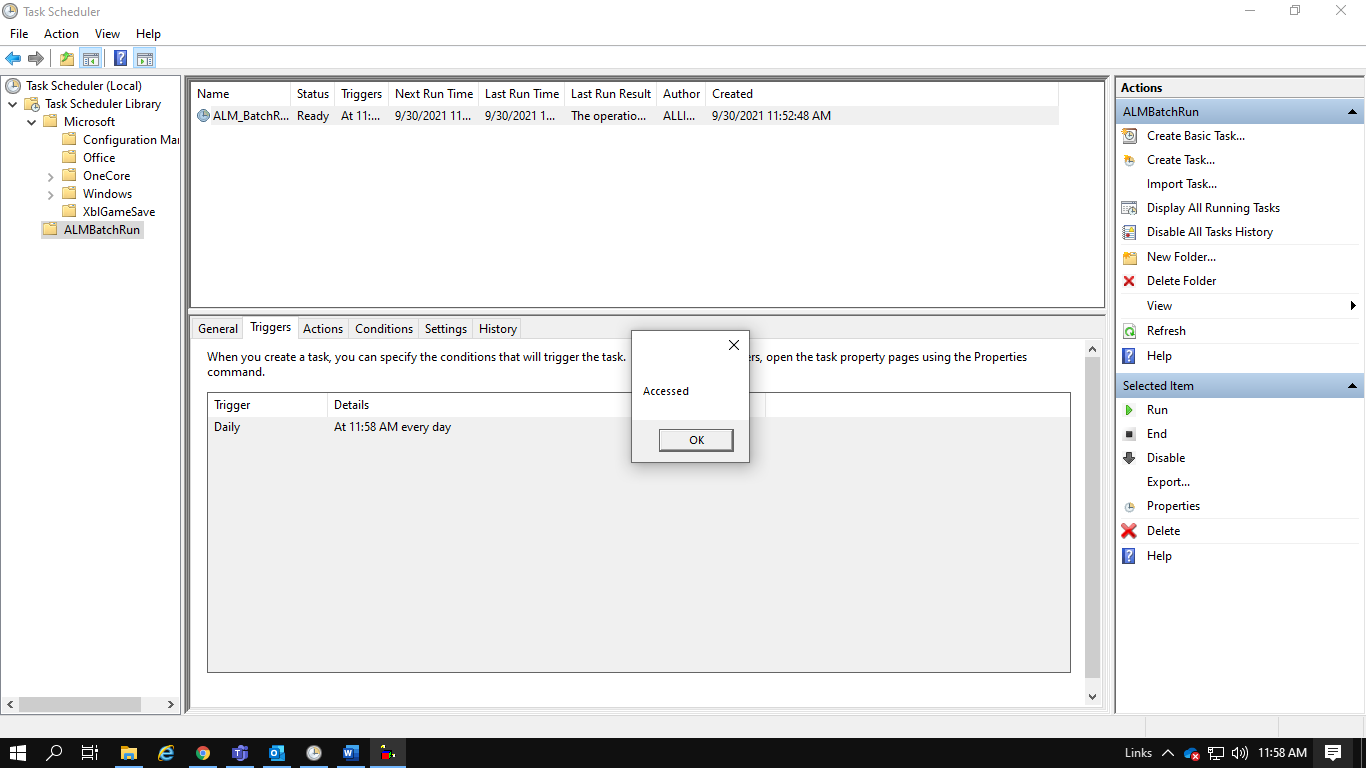 Task Scheduler
File Action View Help
Task Scheduler (Local)
Task Scheduler Library
Microsoft
Configuration Mar
Office
OneCore
Windows
XblGameSave
ALMBatchRun
Name Status Triggers Next Run Time Last Run Time Last Run Result Author Created
ALM_BatchR... Ready At 11:... 9/30/2021 11... 9/30/2021 1... The operatio... ALLI... 9/30/2021 11:52:48 AM
General Triggers Actions Conditions Settings History
When you create a task, you can specify the conditions that will trigger the task. rs, open the task property pages using the Properties
command.
Trigger Details
Daily At 11:58 AM every day
Accessed
OK
Actions
ALMBatchRun
Create Basic Task...
Create Task...
Import Task...
Display All Running Tasks
Disable All Tasks History
New Folder...
Delete Folder
View
Refresh
Help
Selected Item
Run
End
Disable
Export...
Properties
Delete
Help
Links 11:58 AM